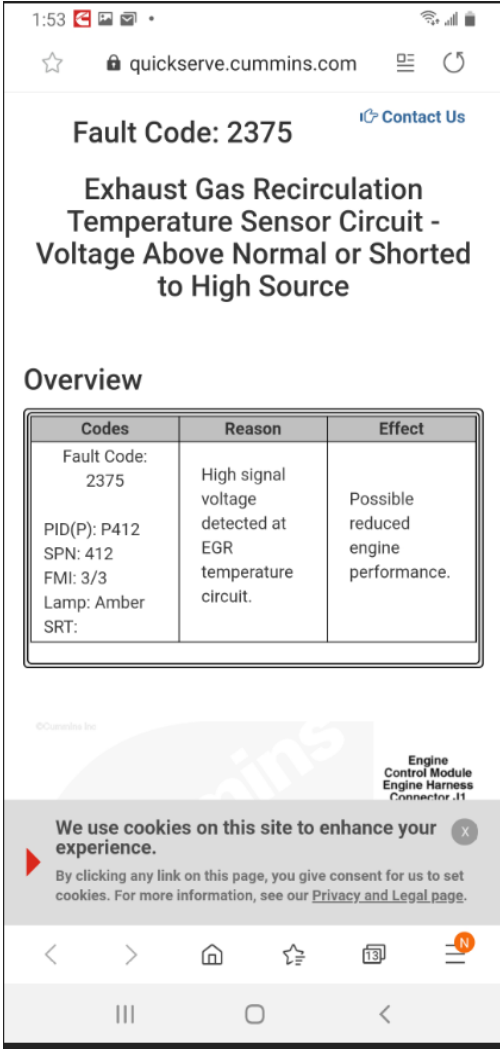 1:53
quickserve.cummins.com
Contact Us
Fault Code: 2375
Exhaust Gas Recirculation
Temperature Sensor Circuit -
Voltage Above Normal or Shorted
to High Source
Overview
Codes Reason Effect
Fault Code:
2375
PID(P): P412
SPN: 412
FMI: 3/3
Lamp: Amber
SRT:
High signal
voltage
detected at
EGR
temperature
circuit.
Possible
reduced
engine
performance.
©Cummins Inc
mins
Engine
Control Module
Engine Harness
Connector J1
We use cookies on this site to enhance your
experience.
X
By clicking any link on this page, you give consent for us to set
cookies. For more information, see our Privacy and Legal page.
13
N